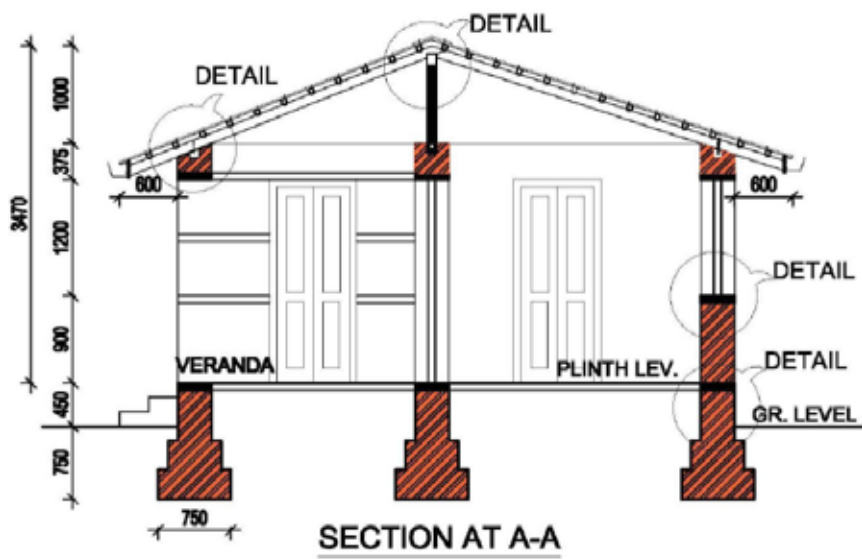 DETAIL
DETAIL
1000
375
3470
600
600
1200
DETAIL
900
VERANDA
PLINTH LEV.
DETAIL
450
GR. LEVEL
750
750
SECTION AT A-A